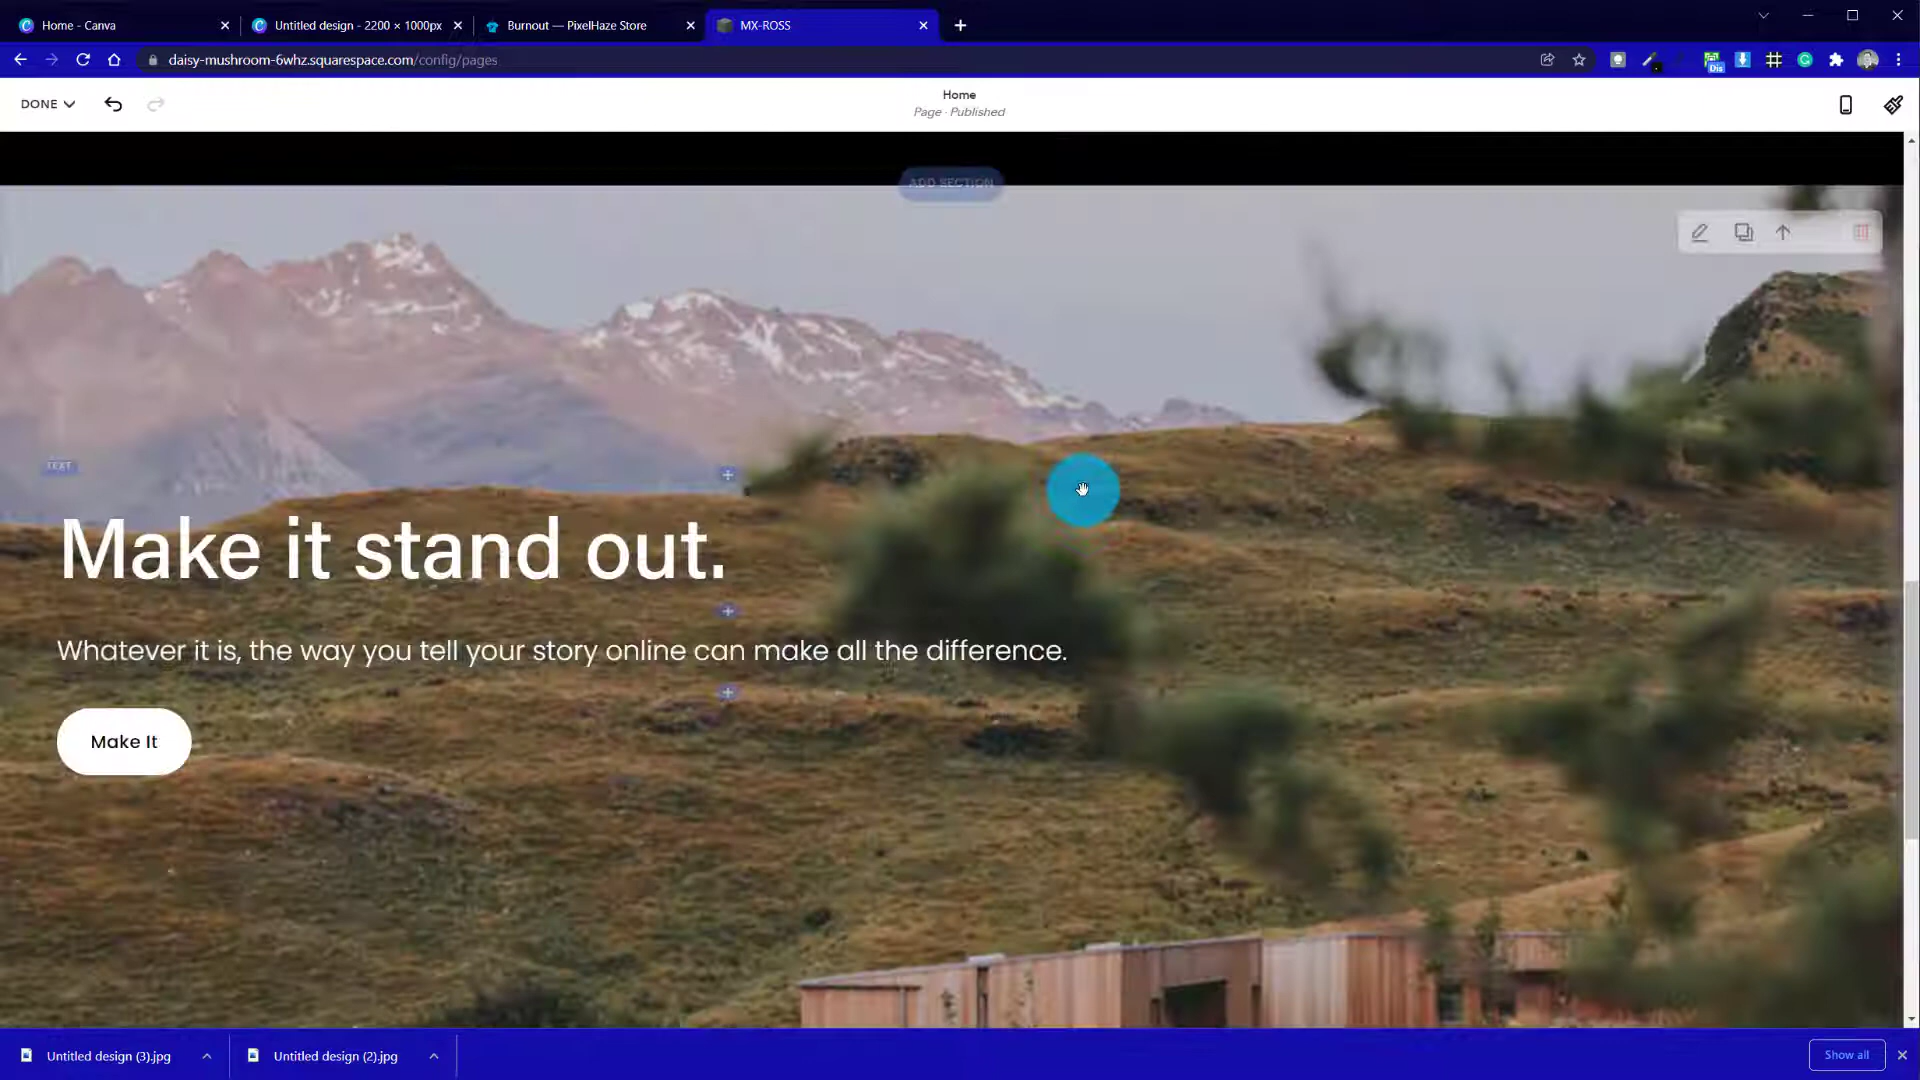 Home - Canva
Untitled design - 2200 × 1000px
Burnout — PixelHaze Store
MX-ROSS
daisy-mushroom-6whz.squarespace.com/config/pages
Dis
DONE
Home
Page · Published
ADD SECTION
TEXT
Make it stand out.
Whatever it is, the way you tell your story online can make all the difference.
Make It
Untitled design (3).jpg
Untitled design (2).jpg
Show all